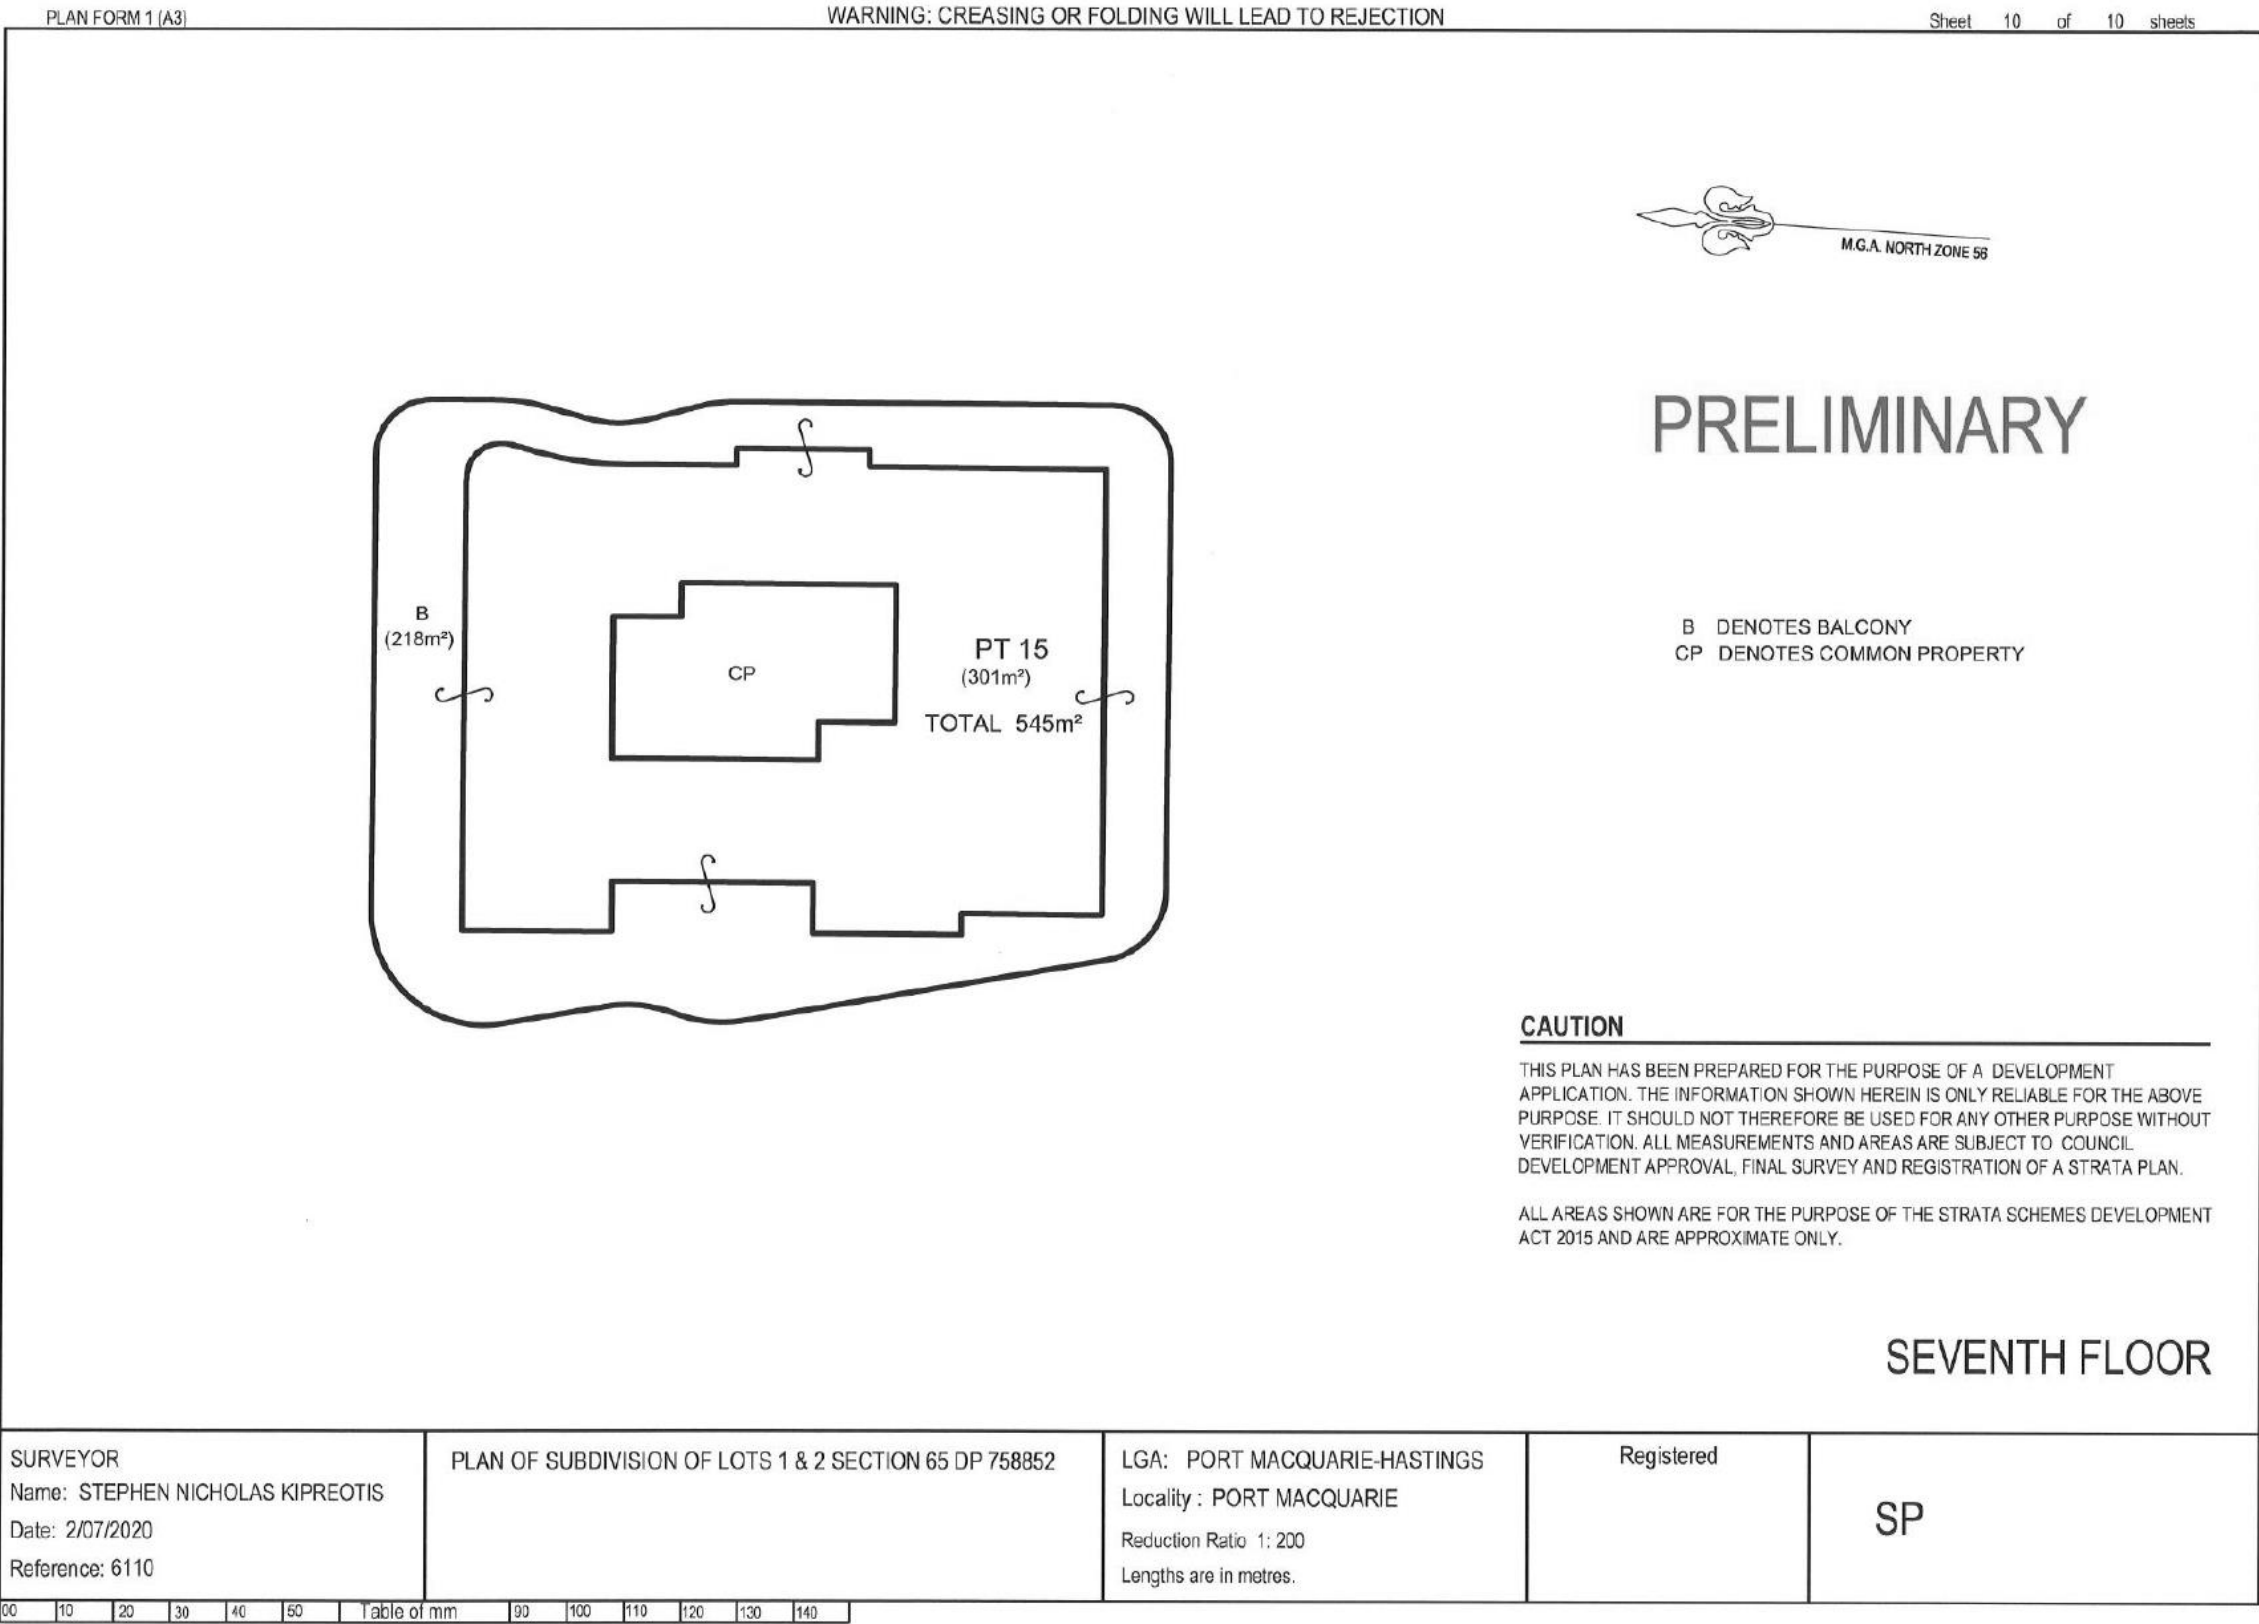 PLAN FORM 1 (A3)
WARNING: CREASING OR FOLDING WILL LEAD TO REJECTION
Sheet 10 of 10 sheets
M.G.A. NORTH ZONE 56
PRELIMINARY
B DENOTES BALCONY
CP DENOTES COMMON PROPERTY
B
(218m²)
CP
PT 15
(301m²)
TOTAL 545m²
CAUTION
THIS PLAN HAS BEEN PREPARED FOR THE PURPOSE OF A DEVELOPMENT
APPLICATION. THE INFORMATION SHOWN HEREIN IS ONLY RELIABLE FOR THE ABOVE
PURPOSE. IT SHOULD NOT THEREFORE BE USED FOR ANY OTHER PURPOSE WITHOUT
VERIFICATION. ALL MEASUREMENTS AND AREAS ARE SUBJECT TO COUNCIL
DEVELOPMENT APPROVAL, FINAL SURVEY AND REGISTRATION OF A STRATA PLAN.
ALL AREAS SHOWN ARE FOR THE PURPOSE OF THE STRATA SCHEMES DEVELOPMENT
ACT 2015 AND ARE APPROXIMATE ONLY.
SEVENTH FLOOR
SURVEYOR
Name: STEPHEN NICHOLAS KIPREOTIS
Date: 2/07/2020
Reference: 6110
PLAN OF SUBDIVISION OF LOTS 1 & 2 SECTION 65 DP 758852
LGA: PORT MACQUARIE-HASTINGS
Locality : PORT MACQUARIE
Reduction Ratio 1: 200
Lengths are in metres.
Registered
SP
00 10 20 30 40 50 Table of mm 90 100 110 120 130 140